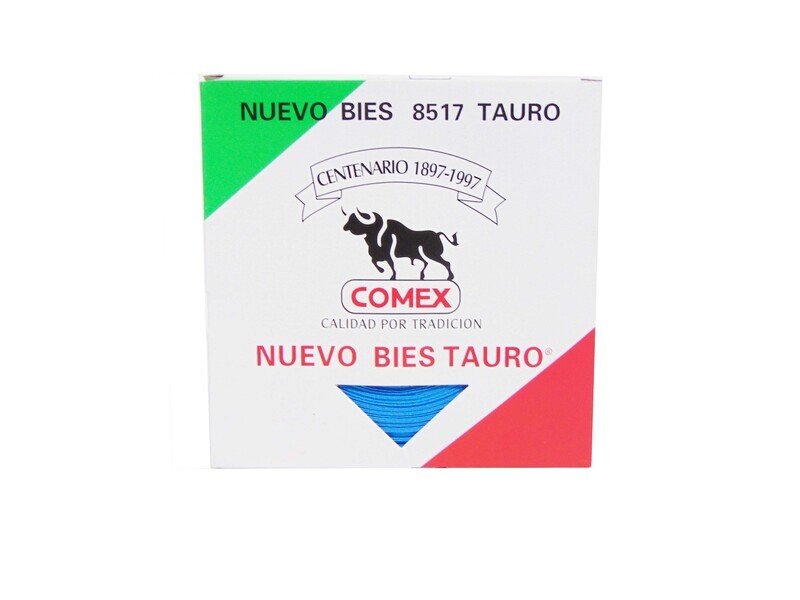 NUEVO BIES 8517 TAURO
CENTENARIO 1897-1997
COMEX
CALIDAD POR TRADICION
NUEVO BIES TAURO®